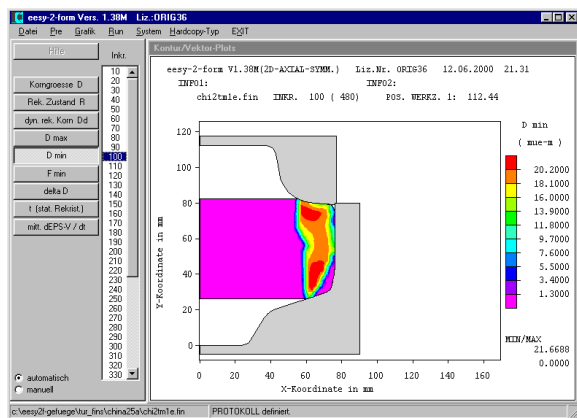 eesy-2-form Vers. 1.38M Liz.:ORIG36
Datei Pre Grafik Run System Hardcopy-Typ EXIT
Hilfe
Inkr.
Korngroesse D
Rek. Zustand R
dyn. rek. Korn Dd
D max
D min
F min
delta D
t (stat. Rekrist.)
mitt. dEPS-V / dt
10
20
30
40
50
60
70
80
90
100
110
120
130
140
150
160
170
180
190
200
210
220
230
240
250
260
270
280
290
300
310
320
330
automatisch
manuell
Kontur/Vektor-Plots
eesy-2-form V1.38M(2D-AXIAL-SYMM.) Liz.Nr. ORIG36 12.06.2000 21.31
INFO1: INFO2:
chi2tm1e.fin INKR. 100 ( 480) POS. WERKZ. 1: 112.44
D min
( mue-m )
20.2000
18.1000
16.0000
13.9000
11.8000
9.7000
7.6000
5.5000
3.4000
1.3000
MIN/MAX
21.6688
0.0000
Y-Koordinate in mm
120
100
80
60
40
20
0
0 20 40 60 80 100 120 140 160
X-Koordinate in mm
c:\eesy2f-gefuege\tur_fins\china25a\chi2tm1e.fin PROTOKOLL definiert.